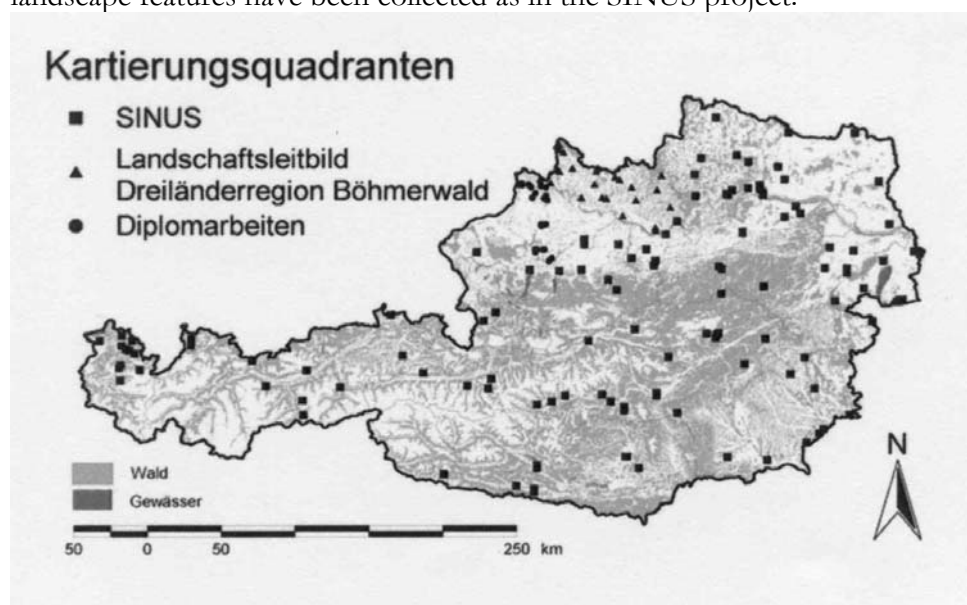 landscape features have been collected as in the SINUS project.
Kartierungsquadranten
SINUS
Landschaftsleitbild
Dreiländerregion Böhmerwald
Diplomarbeiten
N
Wald
Gewässer
50 0 50 250 km